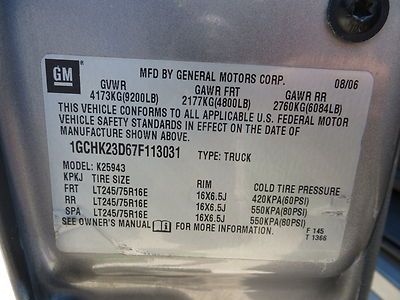 GM
MFD BY GENERAL MOTORS CORP. 08/06
GVWR GAWR FRT GAWR RR
4173KG(9200LB) 2177KG(4800LB) 2760KG(6084LB)
THIS VEHICLE CONFORMS TO ALL APPLICABLE U.S. FEDERAL MOTOR
VEHICLE SAFETY STANDARDS IN EFFECT ON THE DATE OF
MANUFACTURE SHOWN ABOVE.
1GCHK23D67F113031 TYPE: TRUCK
MODEL: K25943
KPKJ TIRE SIZE RIM COLD TIRE PRESSURE
FRT LT245/75R16E 16X6.5J 420KPA(60PSI)
RR LT245/75R16E 16X6.5J 550KPA(80PSI)
SPA LT245/75R16E 16X6.5J 550KPA(80PSI)
SEE OWNER'S MANUAL FOR MORE INFORMATION. F 145
T 1366